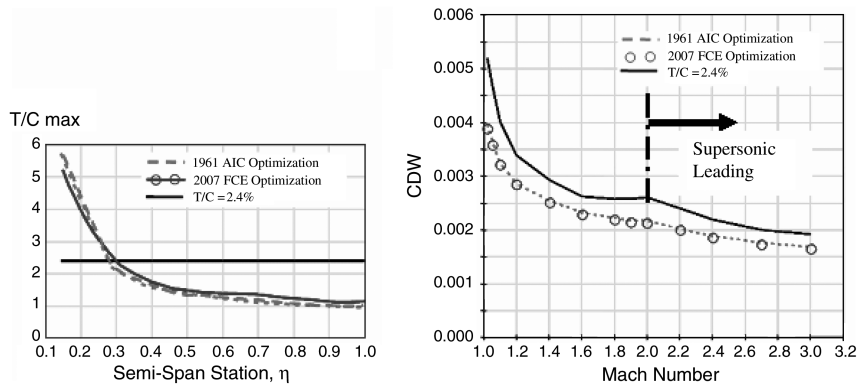 T/C max
6
5
4
3
2
1
0
1961 AIC Optimization
2007 FCE Optimization
T/C = 2.4%
0.1 0.2 0.3 0.4 0.5 0.6 0.7 0.8 0.9 1.0
Semi-Span Station, η
CDW
0.006
0.005
0.004
0.003
0.002
0.001
0.000
1961 AIC Optimization
2007 FCE Optimization
T/C = 2.4%
Supersonic
Leading
1.0 1.2 1.4 1.6 1.8 2.0 2.2 2.4 2.6 2.8 3.0 3.2
Mach Number